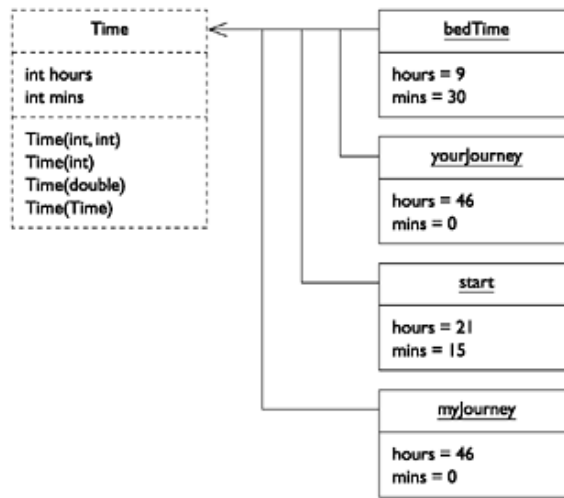 Time
int hours
int mins
Time(int, int)
Time(int)
Time(double)
Time(Time)
bedTime
hours = 9
mins = 30
yourJourney
hours = 46
mins = 0
start
hours = 21
mins = 15
myJourney
hours = 46
mins = 0